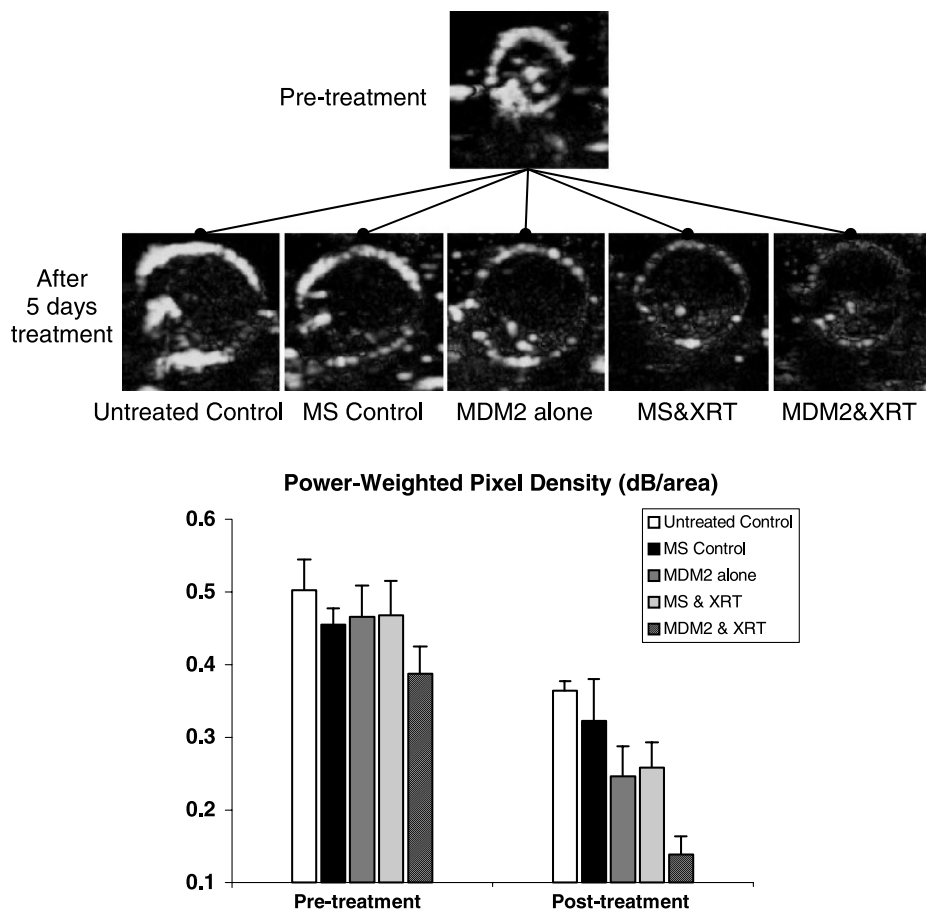 Pre-treatment
After
5 days
treatment
Untreated Control
MS Control
MDM2 alone
MS&XRT
MDM2&XRT
Power-Weighted Pixel Density (dB/area)
0.6
0.5
0.4
0.3
0.2
0.1
Untreated Control
MS Control
MDM2 alone
MS & XRT
MDM2 & XRT
Pre-treatment
Post-treatment